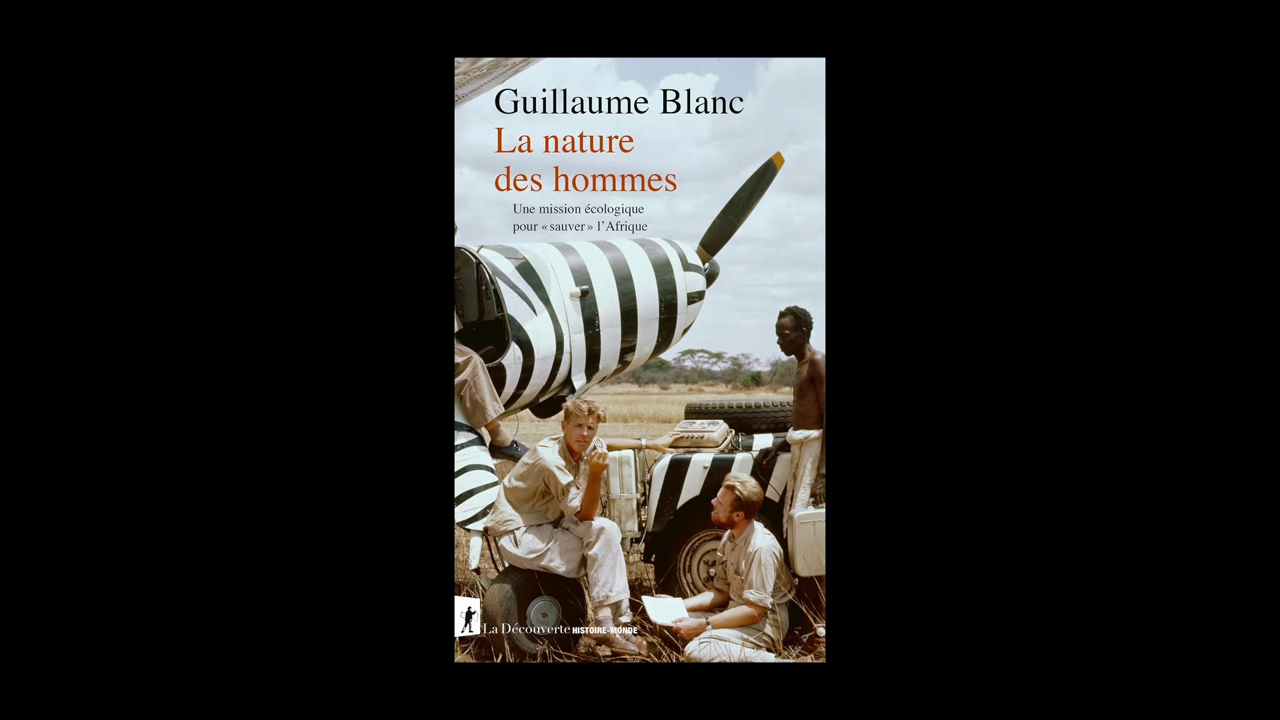 Guillaume Blanc
La nature
des hommes
Une mission écologique
pour « sauver » l'Afrique
La Découverte HISTOIRE-MONDE